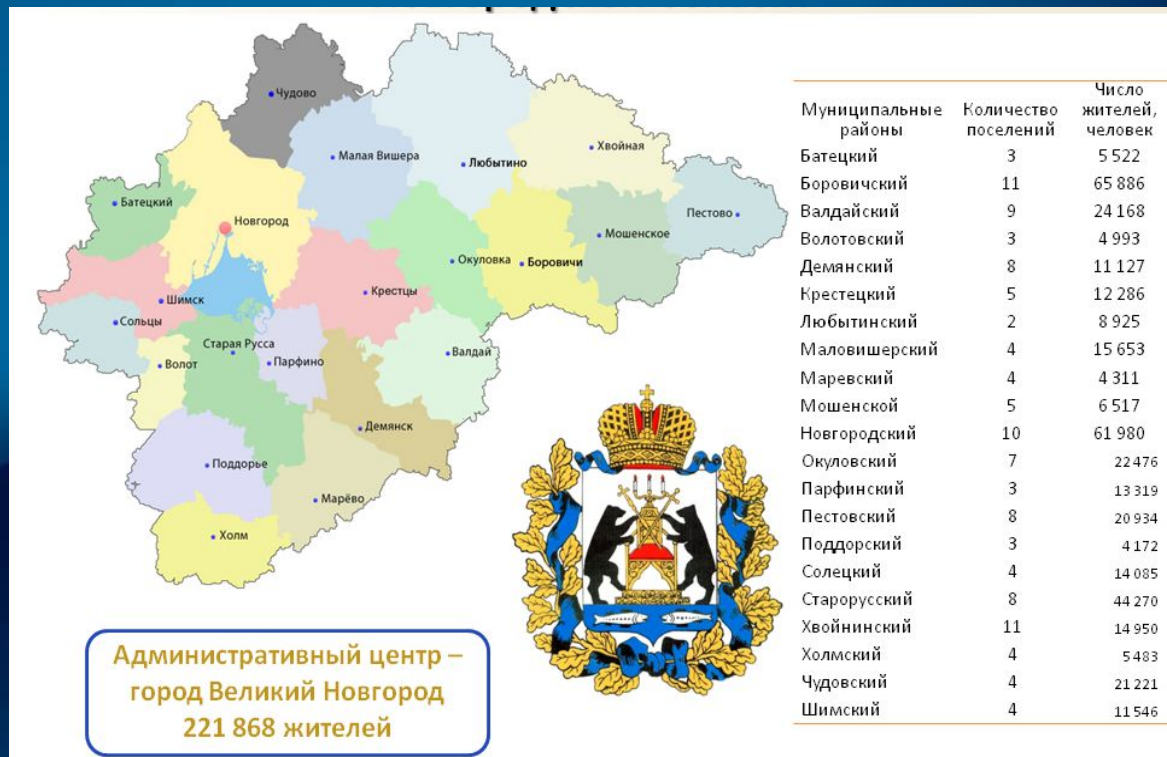 Чудово
Малая Вишера
Любытино
Хвойная
Батецкий
Новгород
Пестово
Мошенское
Окуловка
Боровичи
Крестцы
Шимск
Сольцы
Старая Русса
Парфино
Валдай
Волот
Демянск
Поддорье
Марёво
Холм
Административный центр –
город Великий Новгород
221 868 жителей
Муниципальные районы Количество поселений Число жителей, человек
Батецкий 3 5 522
Боровичский 11 65 886
Валдайский 9 24 168
Волотовский 3 4 993
Демянский 8 11 127
Крестецкий 5 12 286
Любытинский 2 8 925
Маловишерский 4 15 653
Маревский 4 4 311
Мошенской 5 6 517
Новгородский 10 61 980
Окуловский 7 22 476
Парфинский 3 13 319
Пестовский 8 20 934
Поддорский 3 4 172
Солецкий 4 14 085
Старорусский 8 44 270
Хвойнинский 11 14 950
Холмский 4 5 483
Чудовский 4 21 221
Шимский 4 11 546